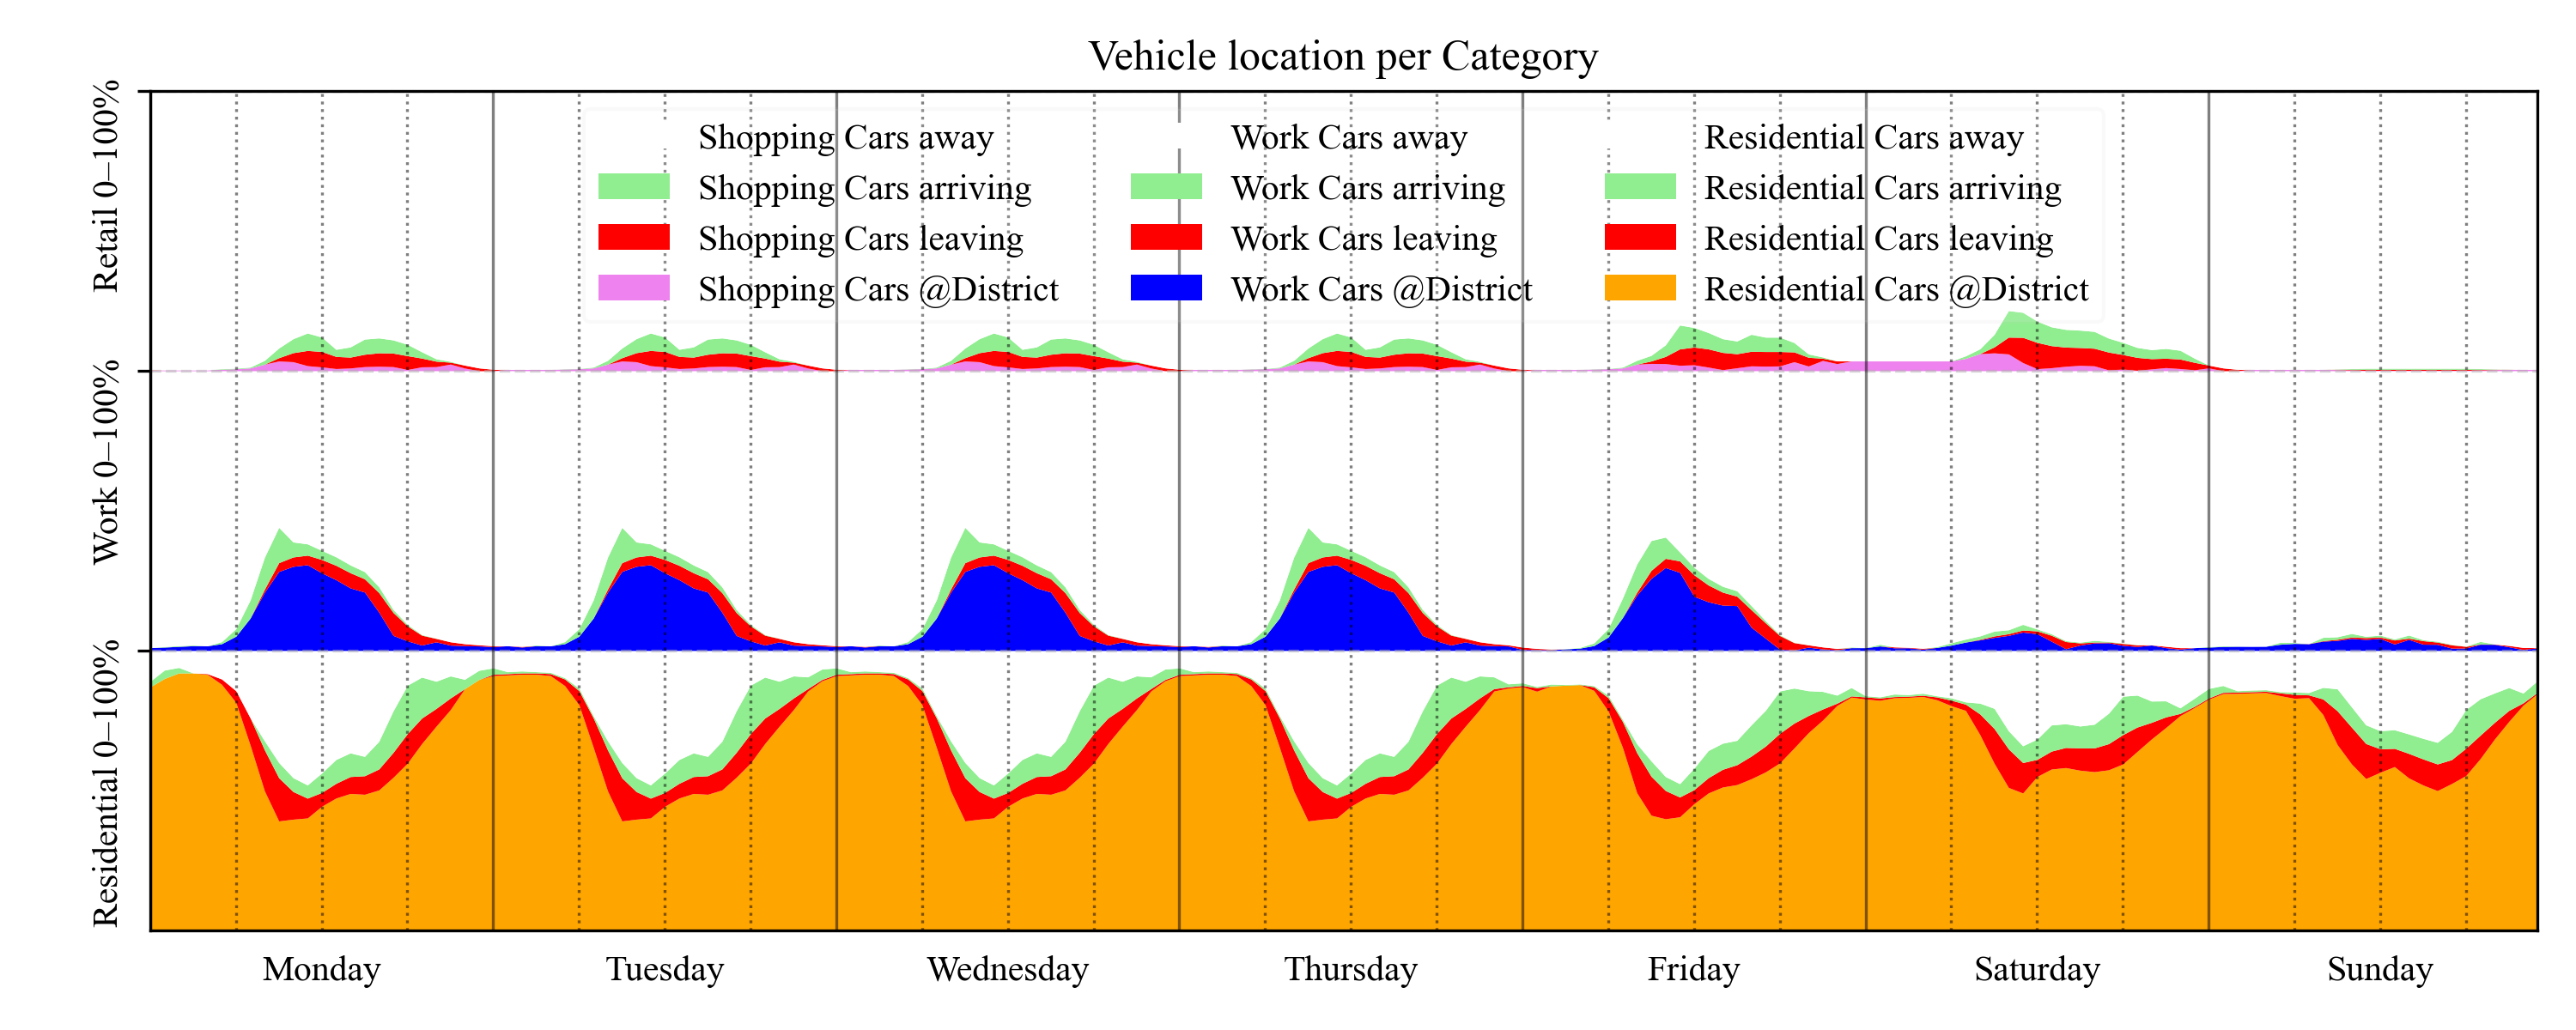 Vehicle location per Category
Retail 0–100%
Work 0–100%
Residential 0–100%
Shopping Cars away
Shopping Cars arriving
Shopping Cars leaving
Shopping Cars @District
Work Cars away
Work Cars arriving
Work Cars leaving
Work Cars @District
Residential Cars away
Residential Cars arriving
Residential Cars leaving
Residential Cars @District
Monday Tuesday Wednesday Thursday Friday Saturday Sunday